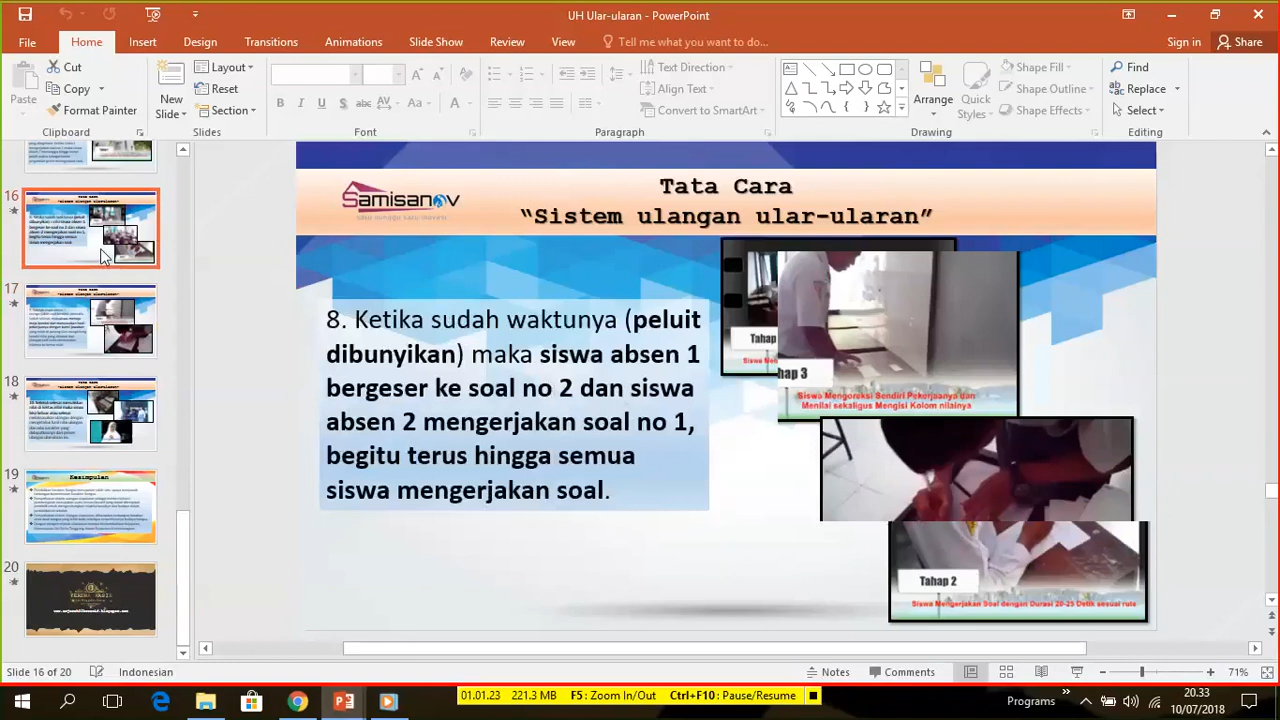 UH Ular-ularan - PowerPoint
File Home Insert Design Transitions Animations Slide Show Review View Tell me what you want to do... Sign in Share
Paste
Cut
Copy
Format Painter
Clipboard
New Slide
Layout
Reset
Section
Slides
B I U S abc AV Aa A
Font
Text Direction
Align Text
Convert to SmartArt
Paragraph
Arrange
Quick Styles
Shape Fill
Shape Outline
Shape Effects
Drawing
Find
Replace
Select
Editing
16
17
18
19
Kesimpulan
20
Samisanov
Tata Cara
“Sistem ulangan ular-ularan”
8. Ketika sudah waktunya (peluit
dibunyikan) maka siswa absen 1
bergeser ke soal no 2 dan siswa
absen 2 mengerjakan soal no 1,
begitu terus hingga semua
siswa mengerjakan soal.
Tahap
hap 3
Siswa Mengoreksi Sendiri Pekerjaanya dan
Menilai sekaligus Mengisi Kolom nilainya
Tahap 2
Siswa Mengerjakan Soal dengan Durasi 20-25 Detik sesuai rute
Slide 16 of 20 Indonesian Notes Comments 71%
01.01.23 221.3 MB F5: Zoom In/Out Ctrl+F10: Pause/Resume
Programs
20.33
10/07/2018